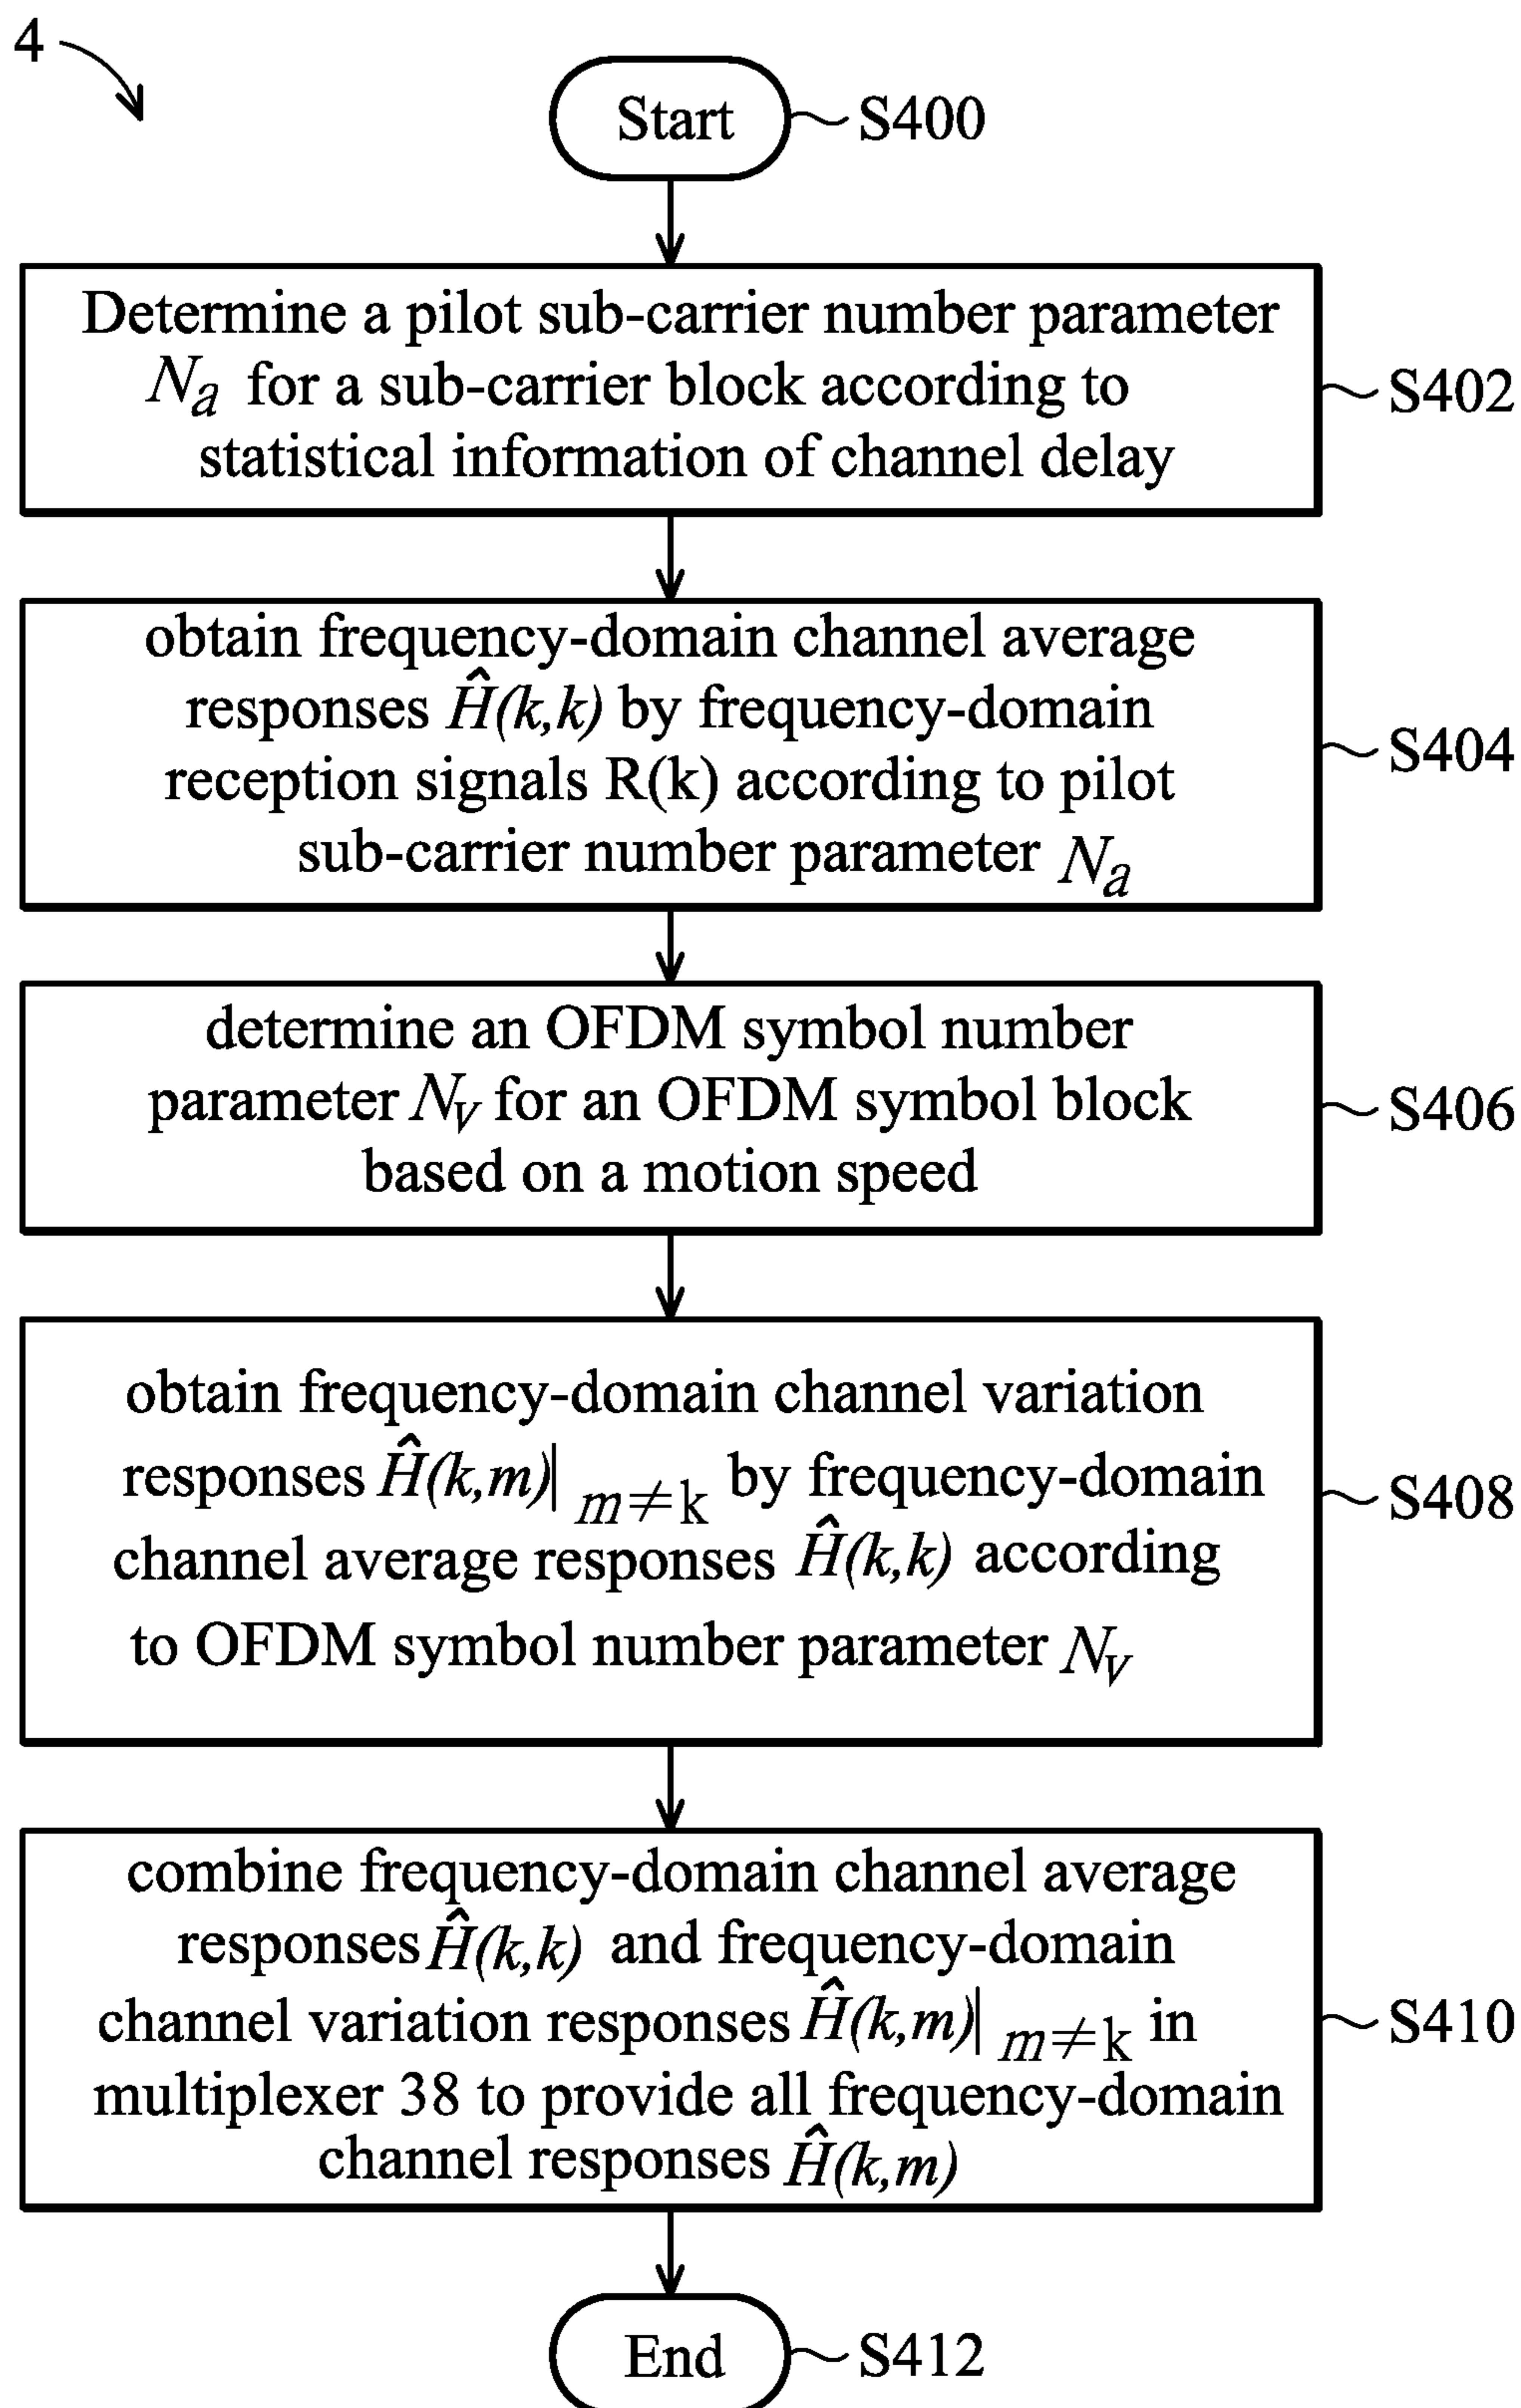 4
Start
S400
Determine a pilot sub-carrier number parameter
Na for a sub-carrier block according to
statistical information of channel delay
S402
obtain frequency-domain channel average
responses Ĥ(k,k) by frequency-domain
reception signals R(k) according to pilot
sub-carrier number parameter Na
S404
determine an OFDM symbol number
parameter Nv for an OFDM symbol block
based on a motion speed
S406
obtain frequency-domain channel variation
responses Ĥ(k,m)| m≠k by frequency-domain
channel average responses Ĥ(k,k) according
to OFDM symbol number parameter Nv
S408
combine frequency-domain channel average
responses Ĥ(k,k) and frequency-domain
channel variation responses Ĥ(k,m)| m≠k in
multiplexer 38 to provide all frequency-domain
channel responses Ĥ(k,m)
S410
End
S412